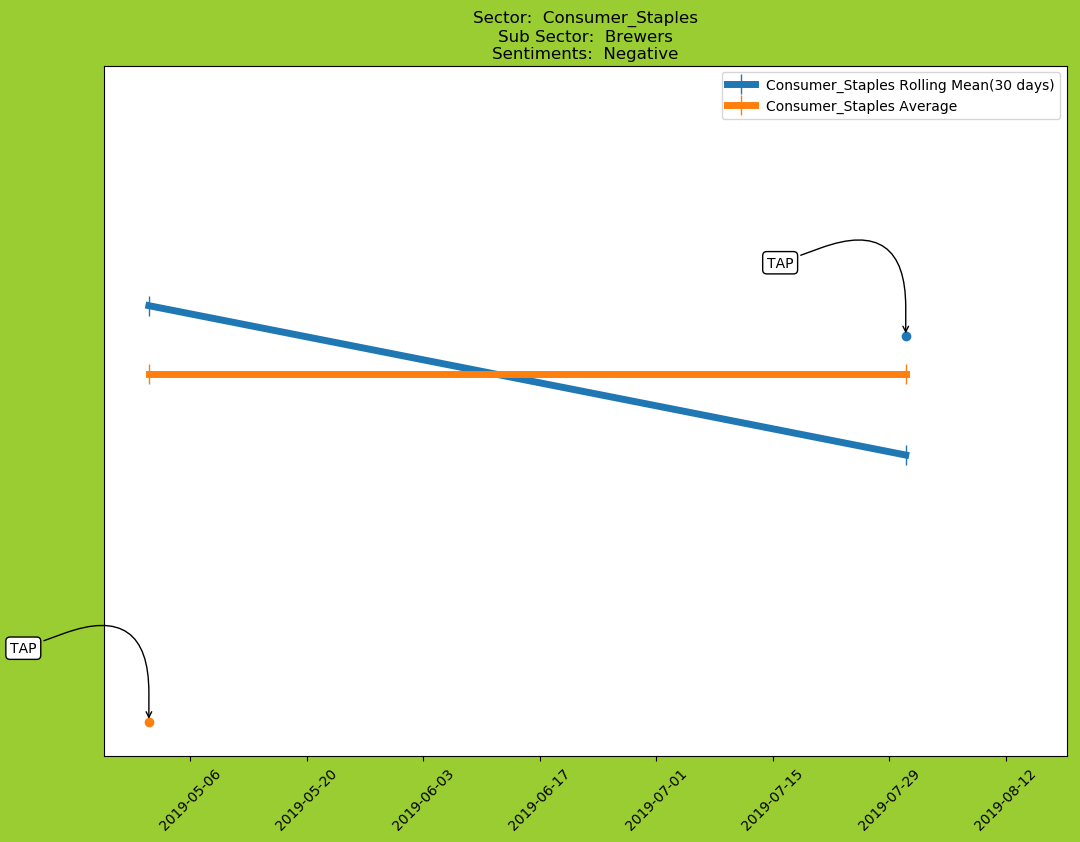 Sector:  Consumer_Staples
Sub Sector:  Brewers
Sentiments:  Negative
Consumer_Staples Rolling Mean(30 days)
Consumer_Staples Average
TAP
TAP
2019-05-06
2019-05-20
2019-06-03
2019-06-17
2019-07-01
2019-07-15
2019-07-29
2019-08-12